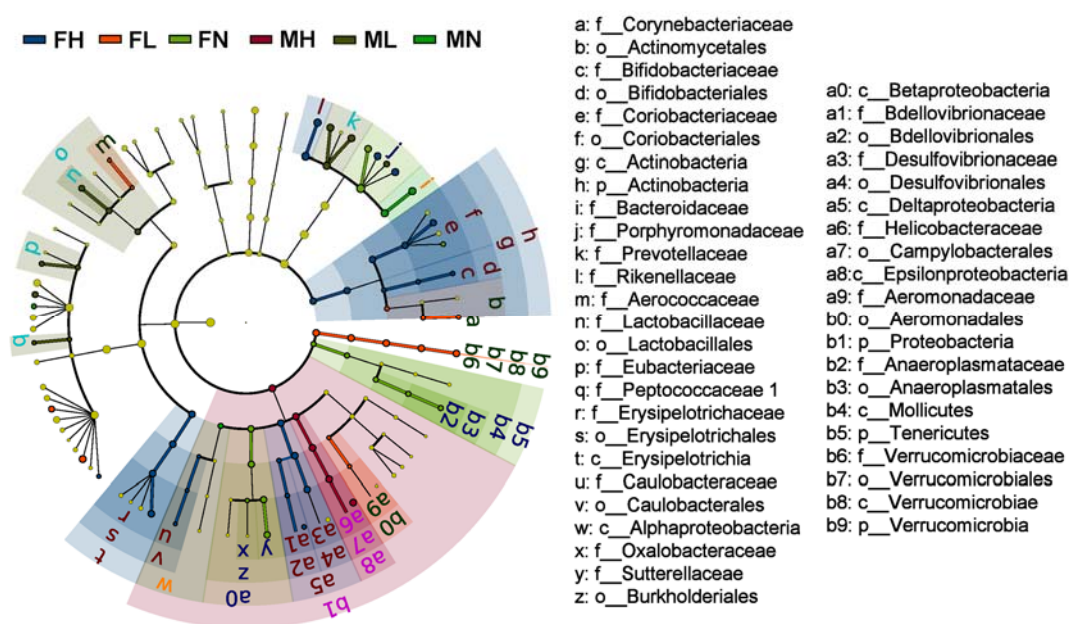 FH FL FN MH ML MN
a: f__Corynebacteriaceae
b: o__Actinomycetales
c: f__Bifidobacteriaceae
d: o__Bifidobacteriales
e: f__Coriobacteriaceae
f: o__Coriobacteriales
g: c__Actinobacteria
h: p__Actinobacteria
i: f__Bacteroidaceae
j: f__Porphyromonadaceae
k: f__Prevotellaceae
l: f__Rikenellaceae
m: f__Aerococcaceae
n: f__Lactobacillaceae
o: o__Lactobacillales
p: f__Eubacteriaceae
q: f__Peptococcaceae 1
r: f__Erysipelotrichaceae
s: o__Erysipelotrichales
t: c__Erysipelotrichia
u: f__Caulobacteraceae
v: o__Caulobacterales
w: c__Alphaproteobacteria
x: f__Oxalobacteraceae
y: f__Sutterellaceae
z: o__Burkholderiales
a0: c__Betaproteobacteria
a1: f__Bdellovibrionaceae
a2: o__Bdellovibrionales
a3: f__Desulfovibrionaceae
a4: o__Desulfovibrionales
a5: c__Deltaproteobacteria
a6: f__Helicobacteraceae
a7: o__Campylobacterales
a8:c__Epsilonproteobacteria
a9: f__Aeromonadaceae
b0: o__Aeromonadales
b1: p__Proteobacteria
b2: f__Anaeroplasmataceae
b3: o__Anaeroplasmatales
b4: c__Mollicutes
b5: p__Tenericutes
b6: f__Verrucomicrobiaceae
b7: o__Verrucomicrobiales
b8: c__Verrucomicrobiae
b9: p__Verrucomicrobia
l
k
j
i
h
g
f
e
d
c
b
a
m
n
o
p
q
b9
b8
b7
b6
b5
b4
b3
b2
r
s
t
u
v
w
x
y
z
a0
a1
a2
a3
a4
a5
a6
a7
a8
a9
b0
b1